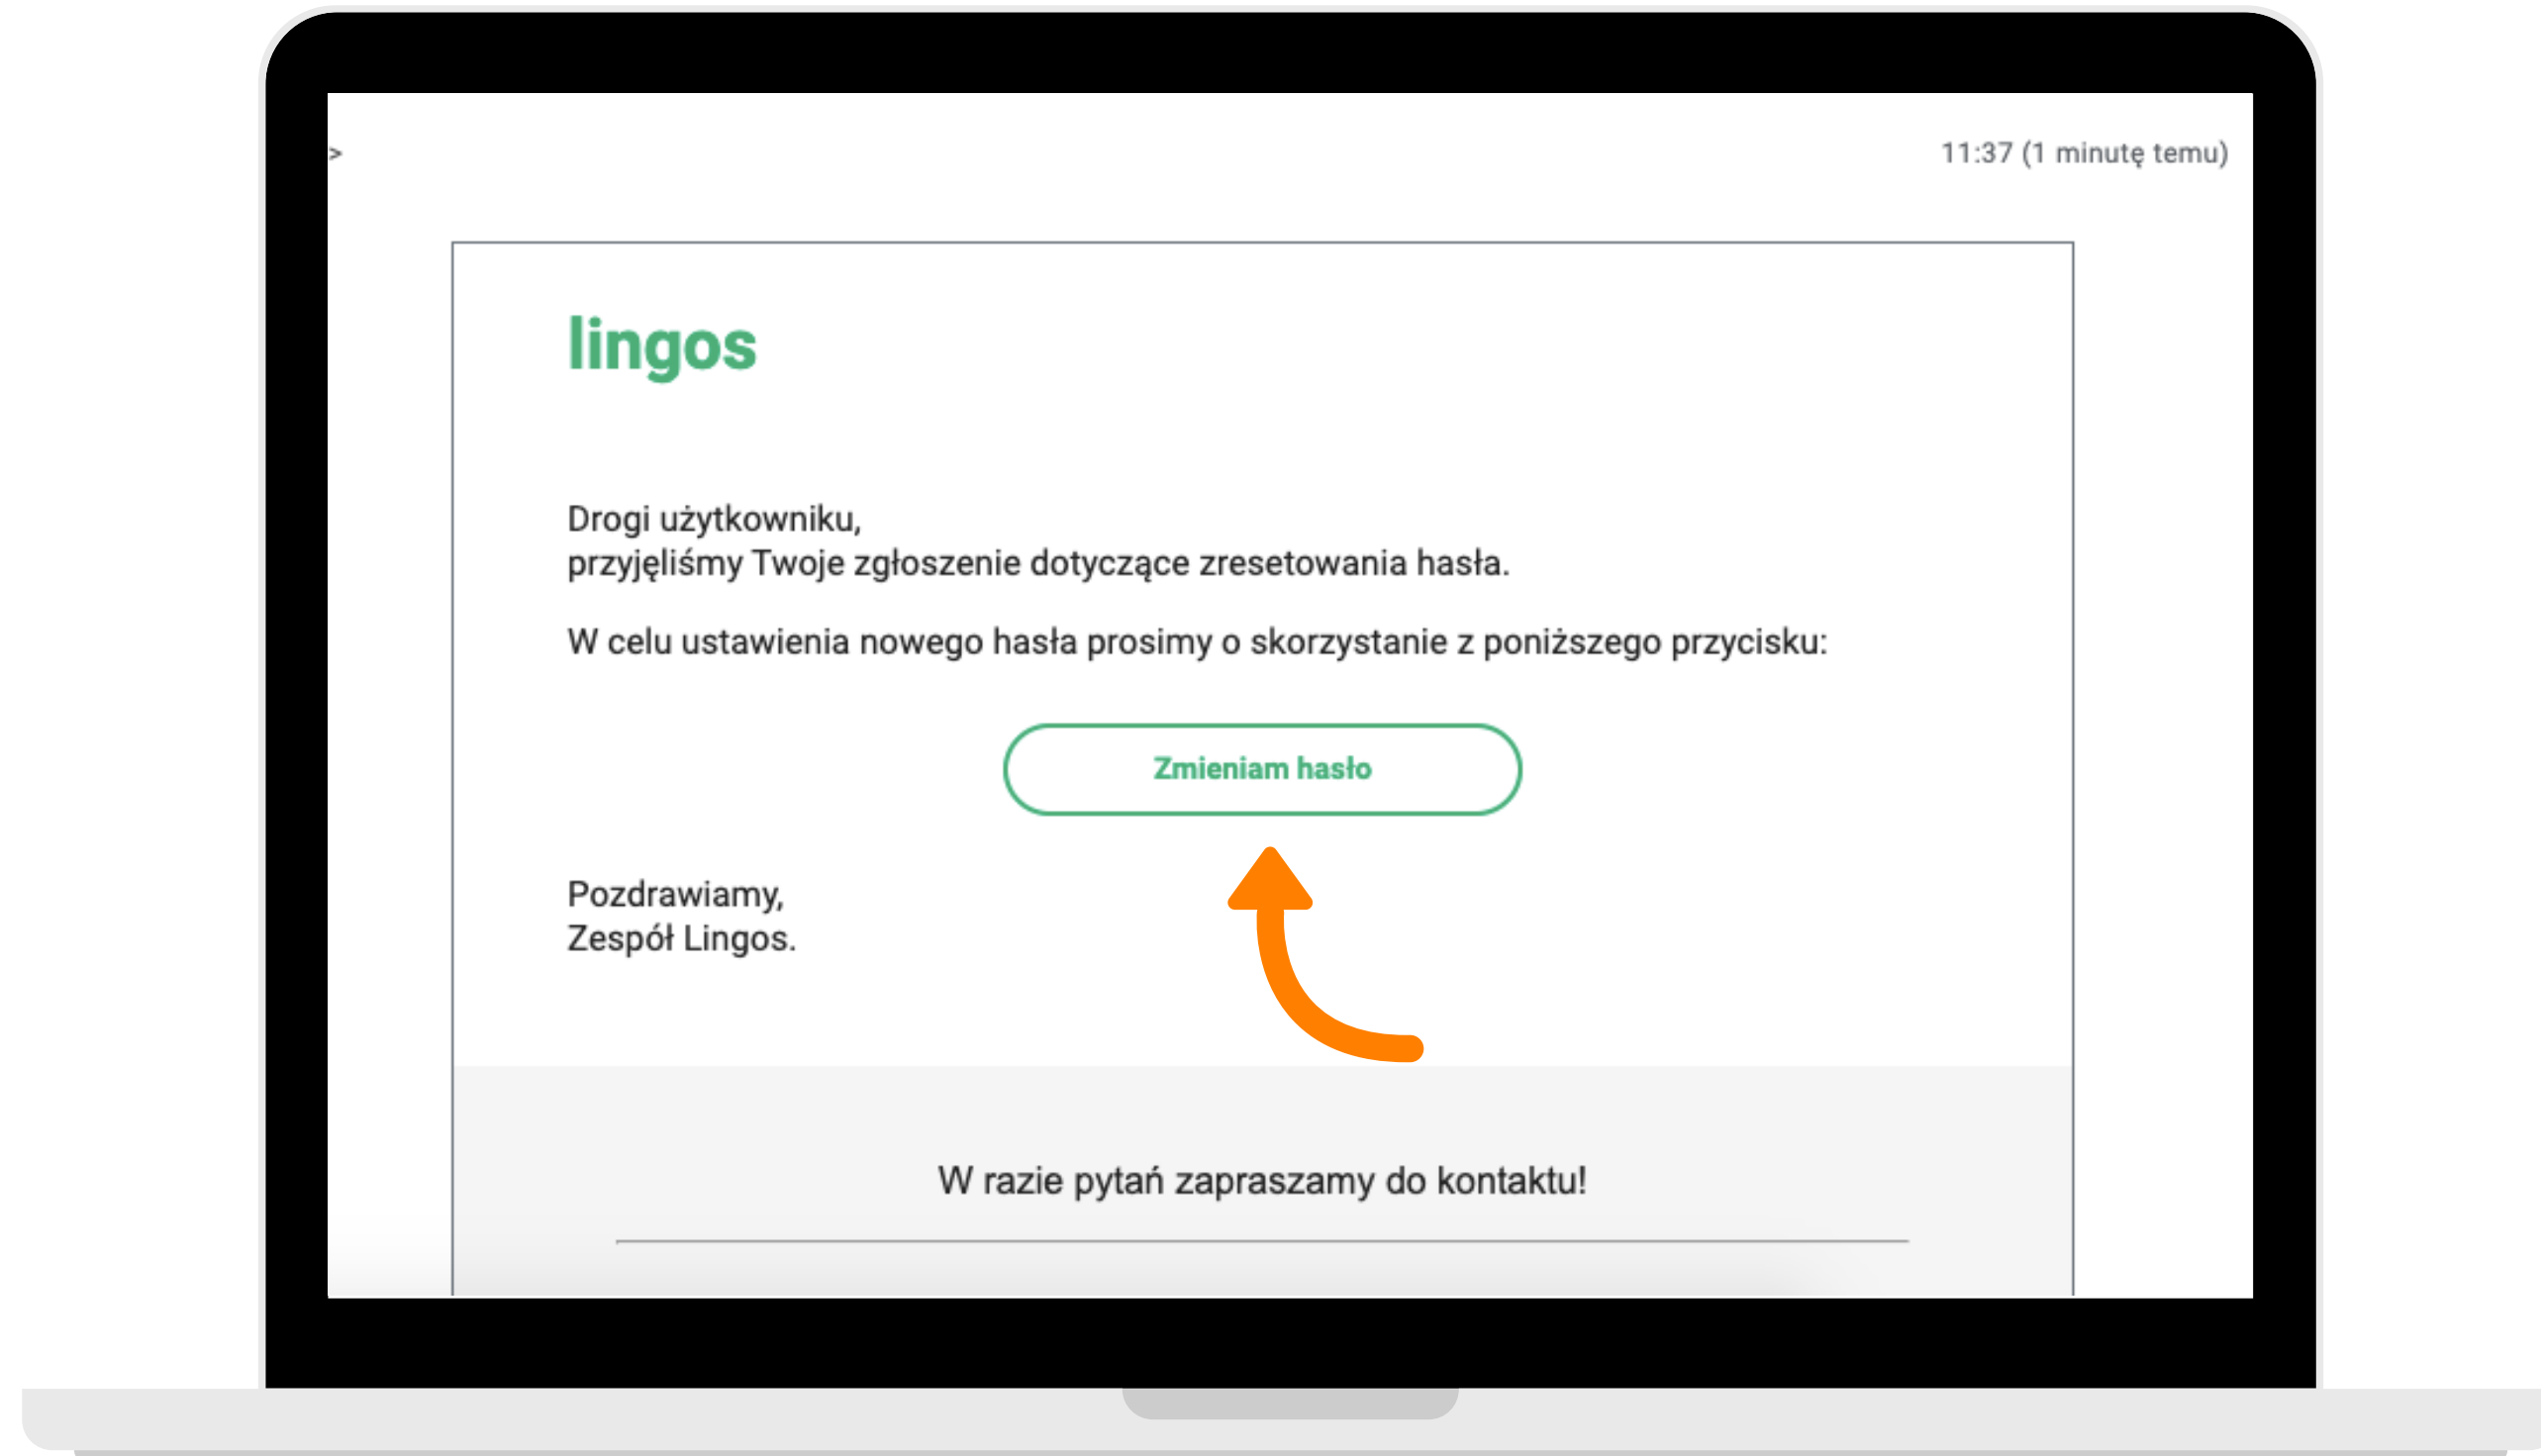 >
11:37 (1 minutę temu)
lingos
Drogi użytkowniku,
przyjęliśmy Twoje zgłoszenie dotyczące zresetowania hasła.
W celu ustawienia nowego hasła prosimy o skorzystanie z poniższego przycisku:
Zmieniam hasło
Pozdrawiamy,
Zespół Lingos.
W razie pytań zapraszamy do kontaktu!